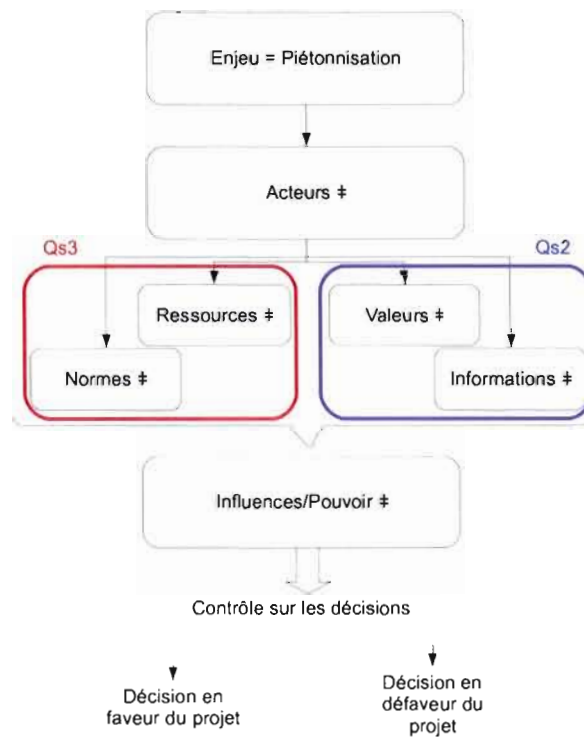 Enjeu = Piétonnisation
Acteurs ǂ
Qs3
Qs2
Ressources ǂ
Valeurs ǂ
Normes ǂ
Informations ǂ
Influences/Pouvoir ǂ
Contrôle sur les décisions
Décision en
faveur du projet
Décision en
défaveur du
projet